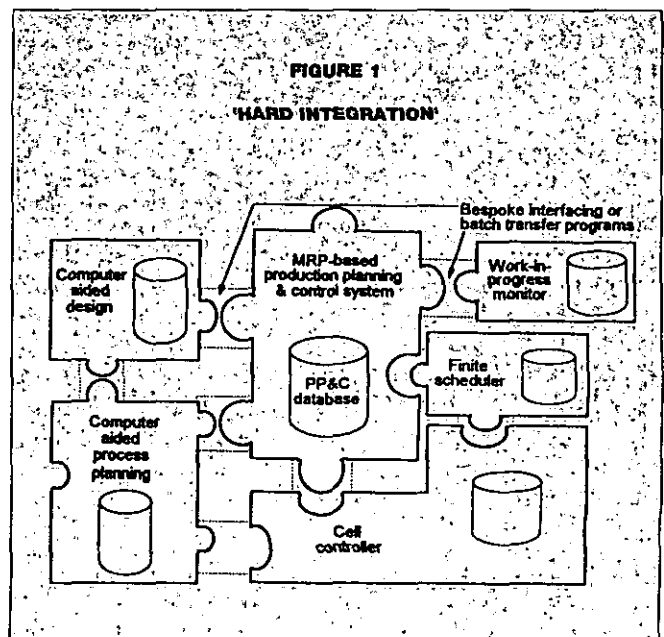 FIGURE 1
'HARD INTEGRATION'
Bespoke interfacing or
batch transfer programs
Computer
aided
design
MRP-based
production planning
& control system
Work-in-
progress
monitor
Finite
scheduler
PP&C
database
Computer
aided
process
planning
Cell
controller